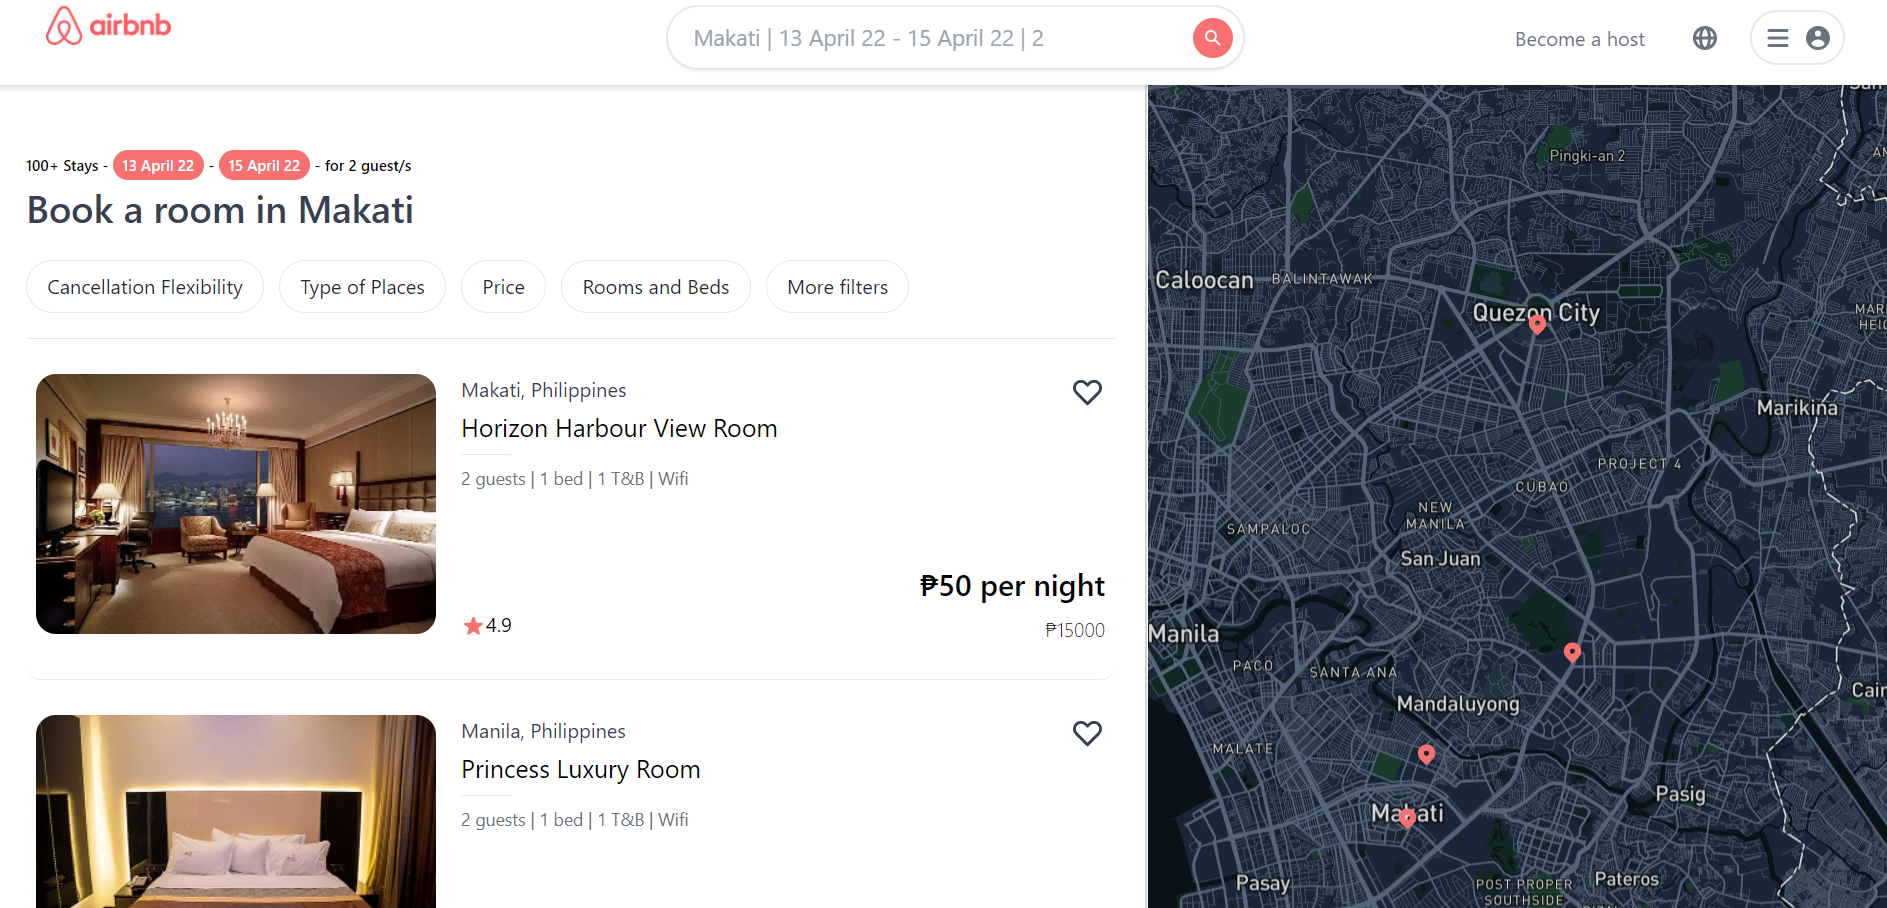 airbnb
Makati | 13 April 22 - 15 April 22 | 2
Become a host
100+ Stays - 13 April 22 - 15 April 22 - for 2 guest/s
Book a room in Makati
Cancellation Flexibility
Type of Places
Price
Rooms and Beds
More filters
Makati, Philippines
Horizon Harbour View Room
2 guests | 1 bed | 1 T&B | Wifi
₱50 per night
4.9
₱15000
Manila, Philippines
Princess Luxury Room
2 guests | 1 bed | 1 T&B | Wifi
Pingki-an 2
Caloocan
BALINTAWAK
Quezon City
Marikina
PROJECT 4
CUBAO
NEW
MANILA
SAMPALOC
San Juan
Manila
PACO
SANTA ANA
Mandaluyong
MALATE
Makati
Pasig
Pasay
POST PROPER
SOUTHSIDE
Pateros